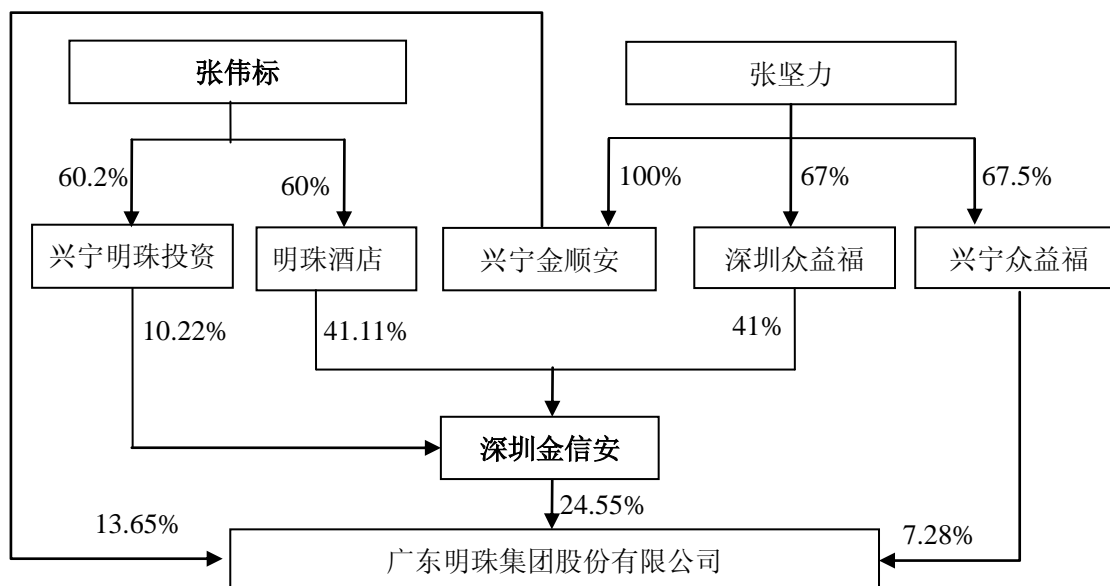 张伟标
张坚力
60.2%
60%
100%
67%
67.5%
兴宁明珠投资
明珠酒店
兴宁金顺安
深圳众益福
兴宁众益福
10.22%
41.11%
41%
深圳金信安
24.55%
13.65%
7.28%
广东明珠集团股份有限公司